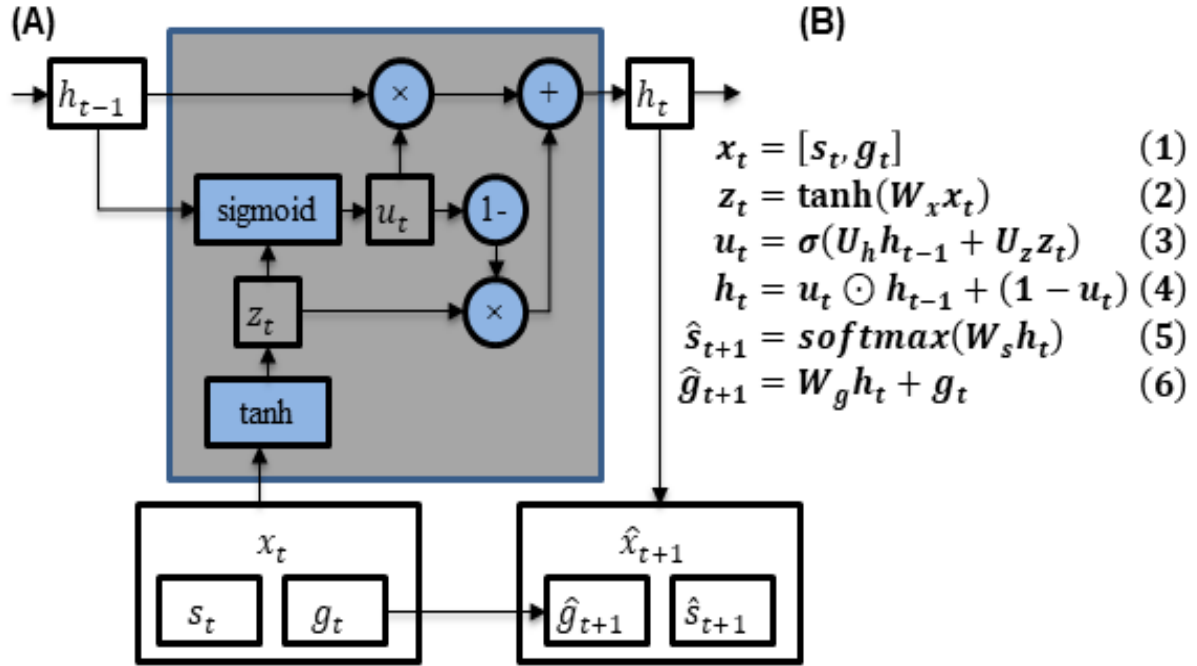 (A)
(B)
h_{t−1}
×
+
h_t
sigmoid
u_t
1-
z_t
×
tanh
x_t
s_t
g_t
x̂_{t+1}
ĝ_{t+1}
ŝ_{t+1}
x_t = [s_t, g_t] (1)
z_t = tanh(W_x x_t) (2)
u_t = σ(U_h h_{t−1} + U_z z_t) (3)
h_t = u_t ⊙ h_{t−1} + (1 − u_t) (4)
ŝ_{t+1} = softmax(W_s h_t) (5)
ĝ_{t+1} = W_g h_t + g_t (6)